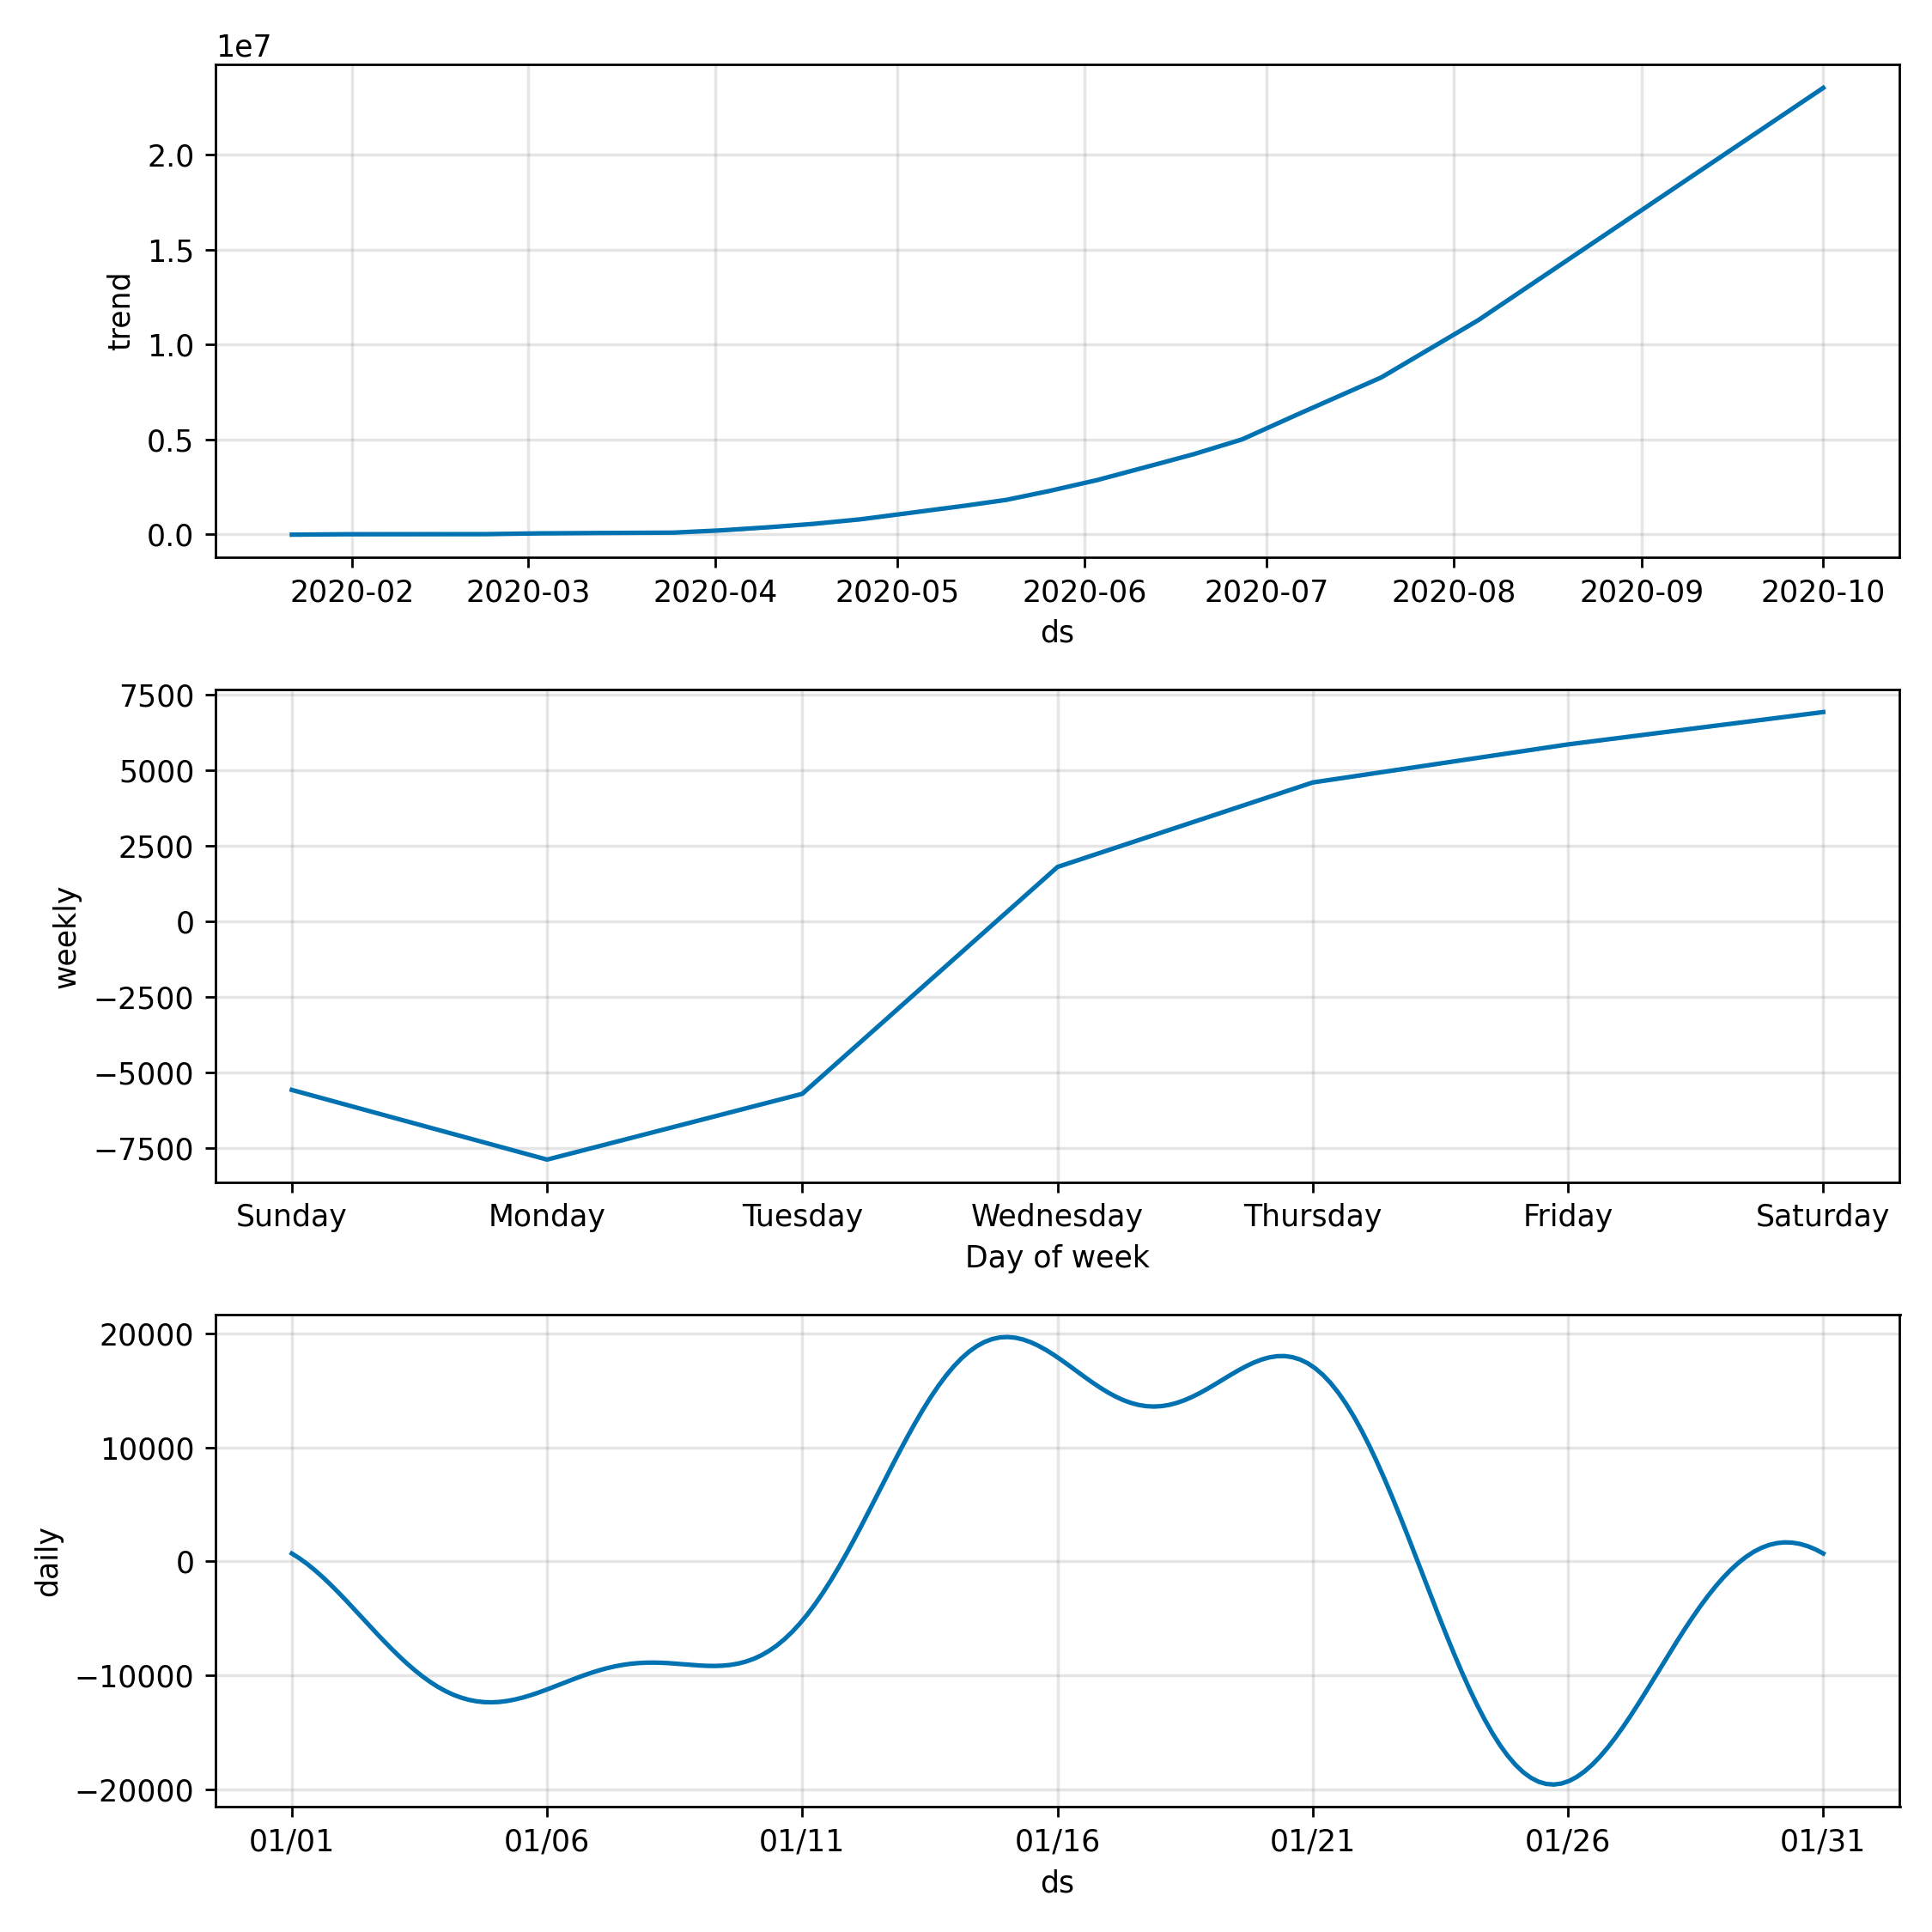 1e7
2.0
1.5
1.0
0.5
0.0
trend
2020-02 2020-03 2020-04 2020-05 2020-06 2020-07 2020-08 2020-09 2020-10
ds
7500
5000
2500
0
−2500
−5000
−7500
weekly
Sunday Monday Tuesday Wednesday Thursday Friday Saturday
Day of week
20000
10000
0
−10000
−20000
daily
01/01 01/06 01/11 01/16 01/21 01/26 01/31
ds